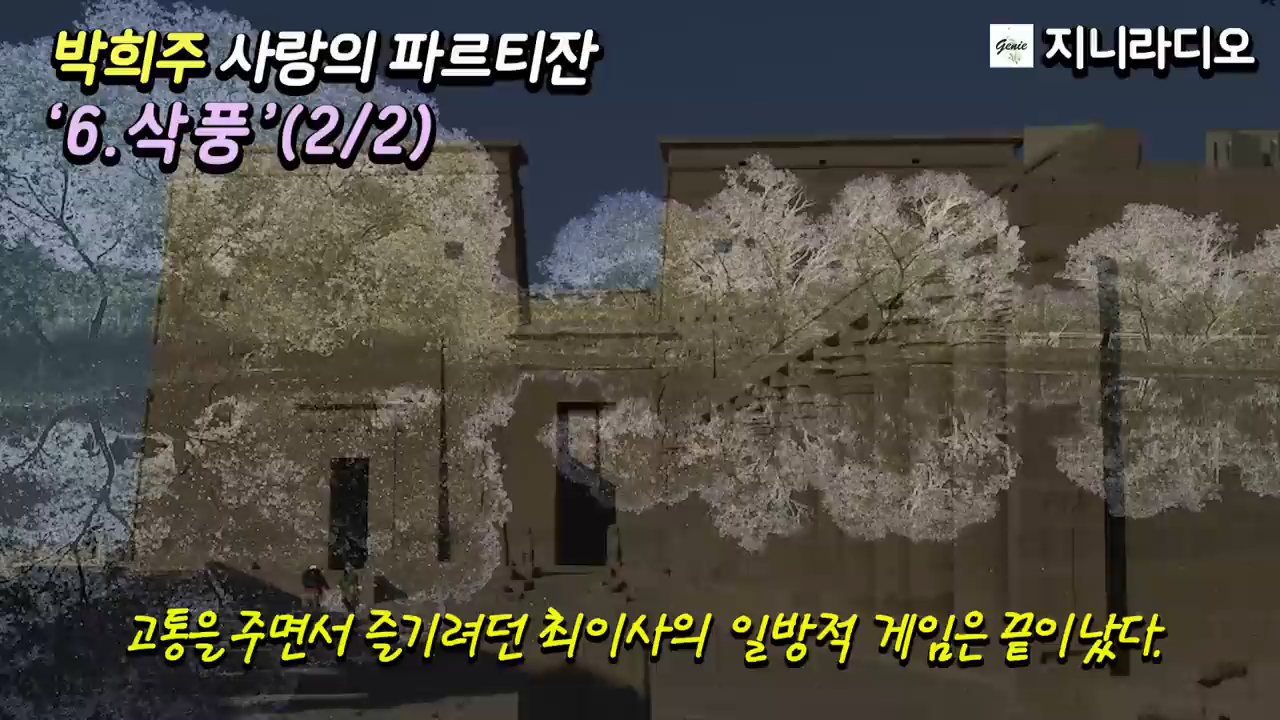 박희주 사랑의 파르티잔
'6.삭풍'(2/2)
Genie
지니라디오
고통을 주면서 즐기려던 최이사의 일방적 게임은 끝이났다.